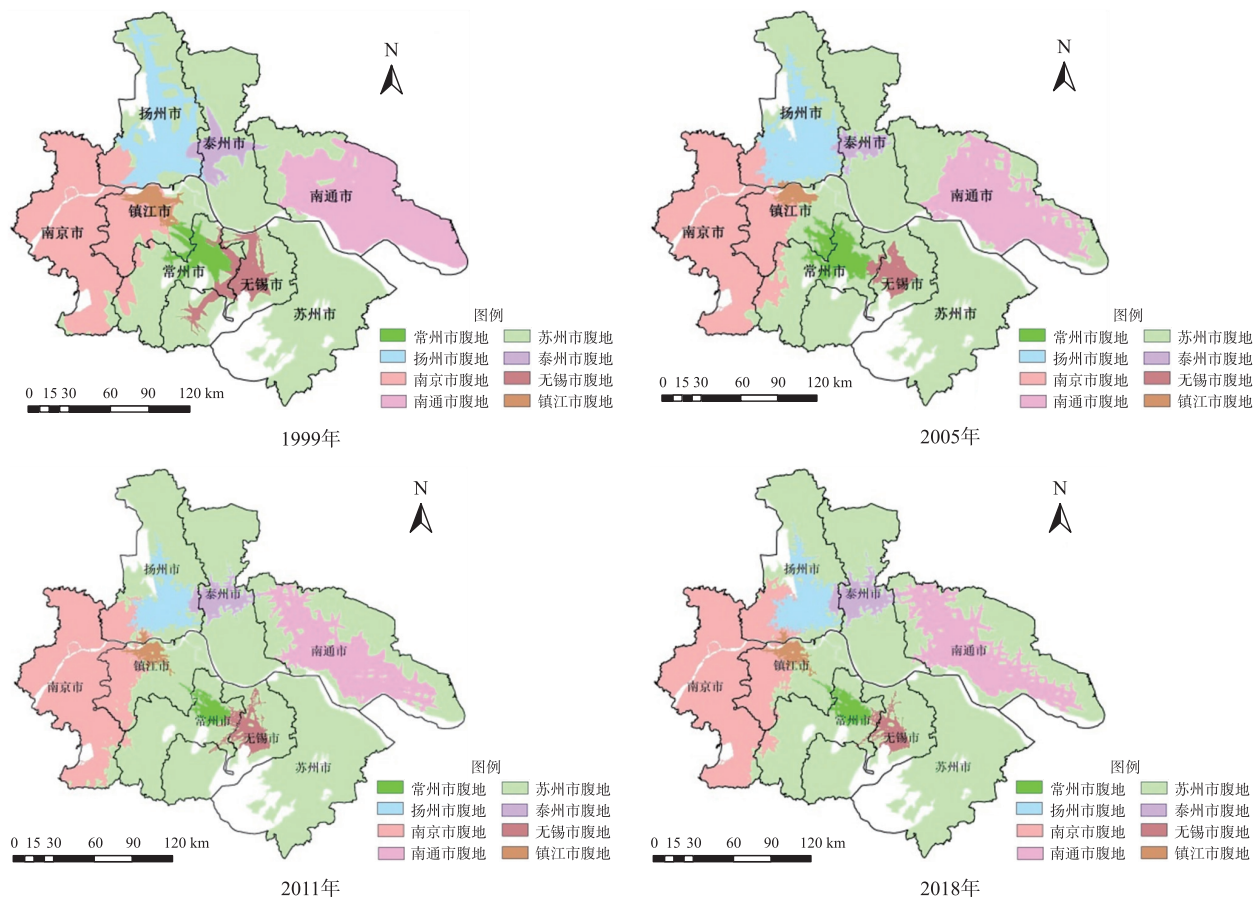 N
扬州市
泰州市
南通市
镇江市
南京市
常州市
无锡市
苏州市
图例
常州市腹地 苏州市腹地
扬州市腹地 泰州市腹地
南京市腹地 无锡市腹地
南通市腹地 镇江市腹地
0 15 30 60 90 120 km
1999年
N
扬州市
泰州市
南通市
镇江市
南京市
常州市
无锡市
苏州市
图例
常州市腹地 苏州市腹地
扬州市腹地 泰州市腹地
南京市腹地 无锡市腹地
南通市腹地 镇江市腹地
0 15 30 60 90 120 km
2005年
N
扬州市
泰州市
南通市
镇江市
南京市
常州市
无锡市
苏州市
图例
常州市腹地 苏州市腹地
扬州市腹地 泰州市腹地
南京市腹地 无锡市腹地
南通市腹地 镇江市腹地
0 15 30 60 90 120 km
2011年
N
扬州市
泰州市
南通市
镇江市
南京市
常州市
无锡市
苏州市
图例
常州市腹地 苏州市腹地
扬州市腹地 泰州市腹地
南京市腹地 无锡市腹地
南通市腹地 镇江市腹地
0 15 30 60 90 120 km
2018年